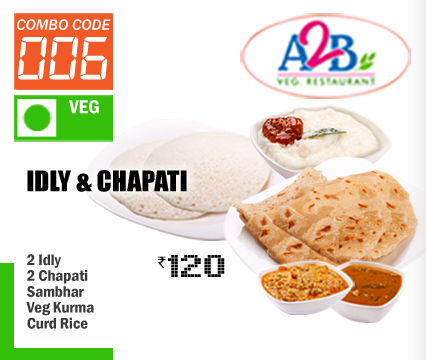 COMBO CODE
006
VEG
A2B
VEG. RESTAURANT
IDLY & CHAPATI
2 Idly
2 Chapati
Sambhar
Veg Kurma
Curd Rice
₹120